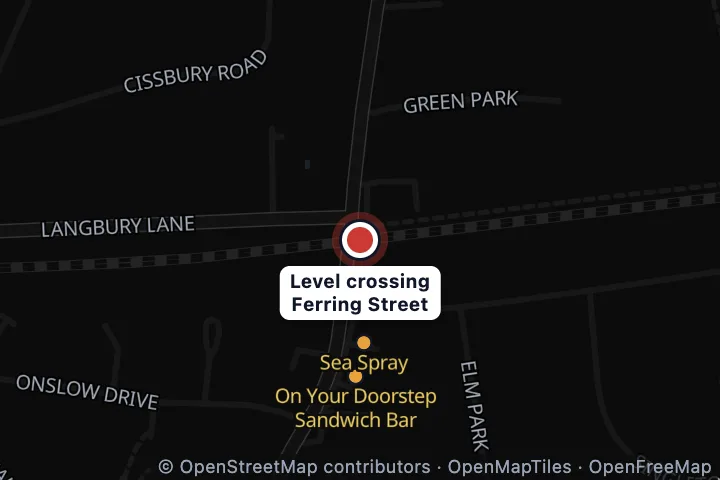 CISSBURY ROAD
GREEN PARK
LANGBURY LANE
Level crossing
Ferring Street
Sea Spray
On Your Doorstep
Sandwich Bar
ONSLOW DRIVE
ELM PARK
© OpenStreetMap contributors · OpenMapTiles · OpenFreeMap